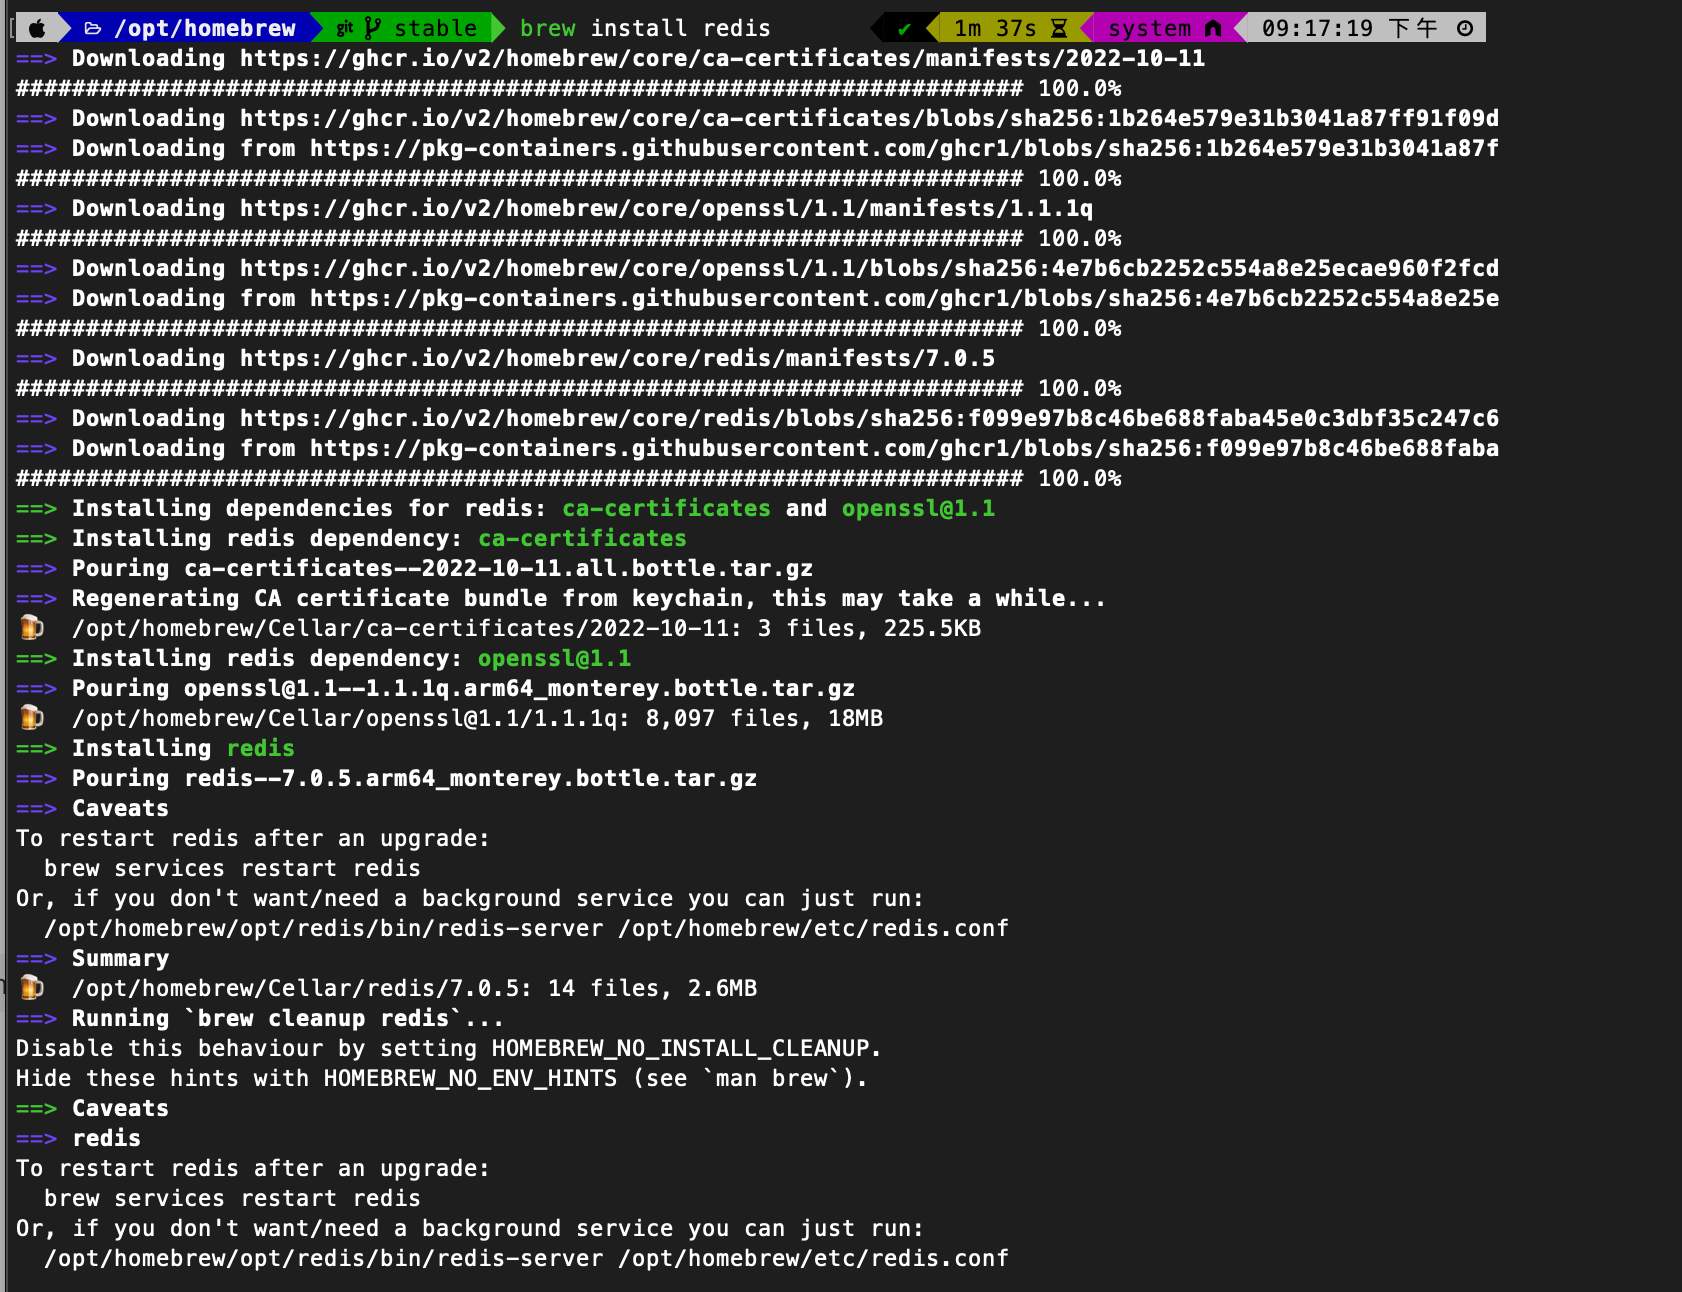 /opt/homebrew git stable brew install redis ✔ 1m 37s system 09:17:19 下午
==> Downloading https://ghcr.io/v2/homebrew/core/ca-certificates/manifests/2022-10-11
######################################################################## 100.0%
==> Downloading https://ghcr.io/v2/homebrew/core/ca-certificates/blobs/sha256:1b264e579e31b3041a87ff91f09d
==> Downloading from https://pkg-containers.githubusercontent.com/ghcr1/blobs/sha256:1b264e579e31b3041a87f
######################################################################## 100.0%
==> Downloading https://ghcr.io/v2/homebrew/core/openssl/1.1/manifests/1.1.1q
######################################################################## 100.0%
==> Downloading https://ghcr.io/v2/homebrew/core/openssl/1.1/blobs/sha256:4e7b6cb2252c554a8e25ecae960f2fcd
==> Downloading from https://pkg-containers.githubusercontent.com/ghcr1/blobs/sha256:4e7b6cb2252c554a8e25e
######################################################################## 100.0%
==> Downloading https://ghcr.io/v2/homebrew/core/redis/manifests/7.0.5
######################################################################## 100.0%
==> Downloading https://ghcr.io/v2/homebrew/core/redis/blobs/sha256:f099e97b8c46be688faba45e0c3dbf35c247c6
==> Downloading from https://pkg-containers.githubusercontent.com/ghcr1/blobs/sha256:f099e97b8c46be688faba
######################################################################## 100.0%
==> Installing dependencies for redis: ca-certificates and openssl@1.1
==> Installing redis dependency: ca-certificates
==> Pouring ca-certificates--2022-10-11.all.bottle.tar.gz
==> Regenerating CA certificate bundle from keychain, this may take a while...
🍺 /opt/homebrew/Cellar/ca-certificates/2022-10-11: 3 files, 225.5KB
==> Installing redis dependency: openssl@1.1
==> Pouring openssl@1.1--1.1.1q.arm64_monterey.bottle.tar.gz
🍺 /opt/homebrew/Cellar/openssl@1.1/1.1.1q: 8,097 files, 18MB
==> Installing redis
==> Pouring redis--7.0.5.arm64_monterey.bottle.tar.gz
==> Caveats
To restart redis after an upgrade:
brew services restart redis
Or, if you don't want/need a background service you can just run:
/opt/homebrew/opt/redis/bin/redis-server /opt/homebrew/etc/redis.conf
==> Summary
🍺 /opt/homebrew/Cellar/redis/7.0.5: 14 files, 2.6MB
==> Running `brew cleanup redis`...
Disable this behaviour by setting HOMEBREW_NO_INSTALL_CLEANUP.
Hide these hints with HOMEBREW_NO_ENV_HINTS (see `man brew`).
==> Caveats
==> redis
To restart redis after an upgrade:
brew services restart redis
Or, if you don't want/need a background service you can just run:
/opt/homebrew/opt/redis/bin/redis-server /opt/homebrew/etc/redis.conf